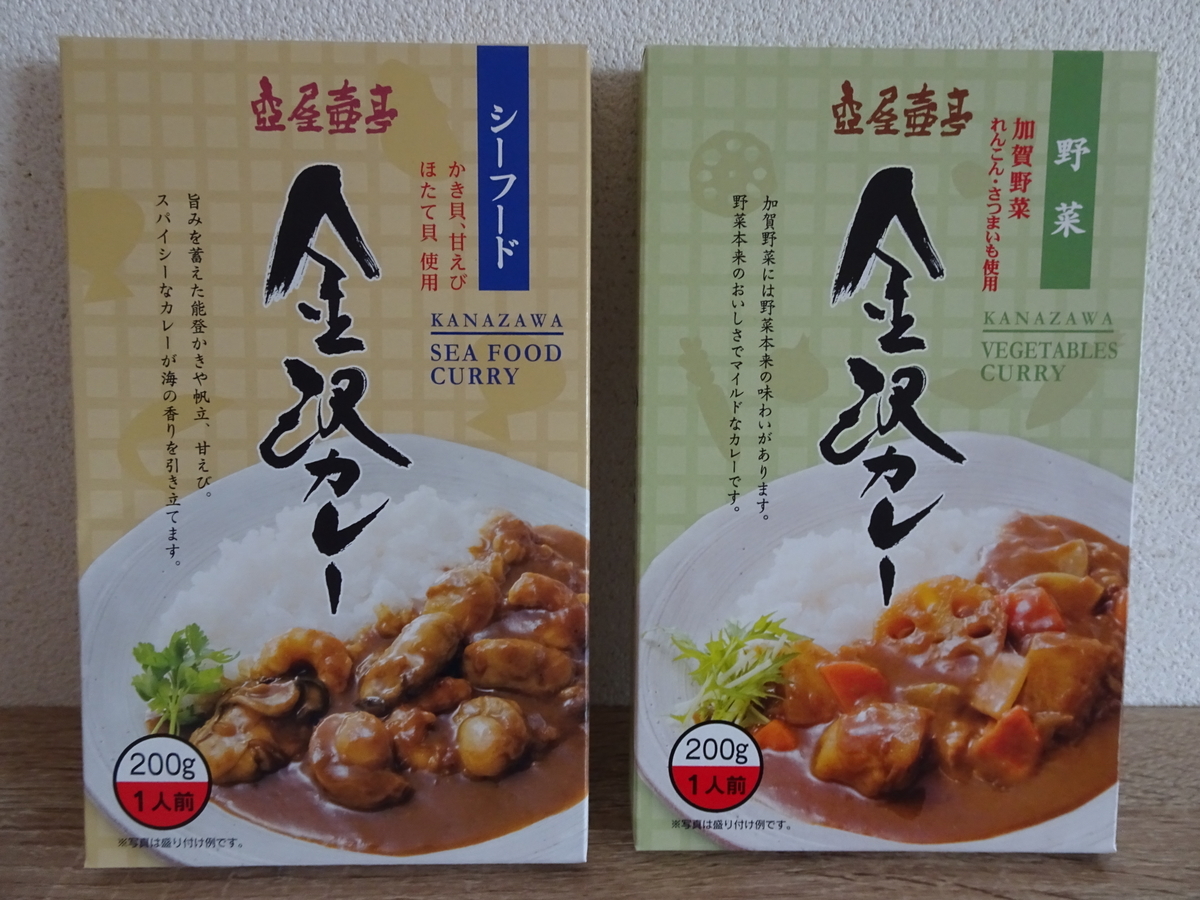 壺屋壺亭
シーフード
かき貝、甘えび
ほたて貝 使用
金沢カレー
旨みを蓄えた能登かきや帆立、甘えび。
スパイシーなカレーが海の香りを引き立てます。
KANAZAWA
SEA FOOD
CURRY
200g
1人前
※写真は盛り付け例です。
壺屋壺亭
野菜
加賀野菜
れんこん・さつまいも使用
金沢カレー
加賀野菜には野菜本来の味わいがあります。
野菜本来のおいしさでマイルドなカレーです。
KANAZAWA
VEGETABLES
CURRY
200g
1人前
※写真は盛り付け例です。